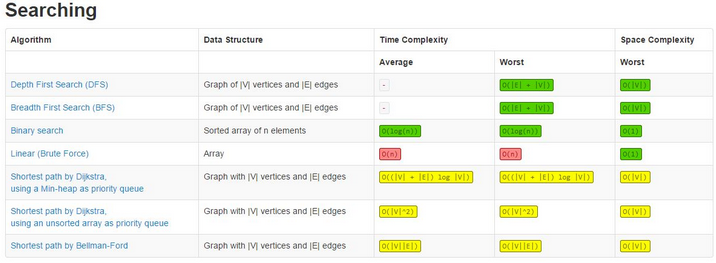 Searching
Algorithm Data Structure Time Complexity Space Complexity
Average Worst Worst
Depth First Search (DFS) Graph of |V| vertices and |E| edges - O(|E| + |V|) O(|V|)
Breadth First Search (BFS) Graph of |V| vertices and |E| edges - O(|E| + |V|) O(|V|)
Binary search Sorted array of n elements O(log(n)) O(log(n)) O(1)
Linear (Brute Force) Array O(n) O(n) O(1)
Shortest path by Dijkstra,
using a Min-heap as priority queue Graph with |V| vertices and |E| edges O((|V| + |E|) log |V|) O((|V| + |E|) log |V|) O(|V|)
Shortest path by Dijkstra,
using an unsorted array as priority queue Graph with |V| vertices and |E| edges O(|V|^2) O(|V|^2) O(|V|)
Shortest path by Bellman-Ford Graph with |V| vertices and |E| edges O(|V||E|) O(|V||E|) O(|V|)